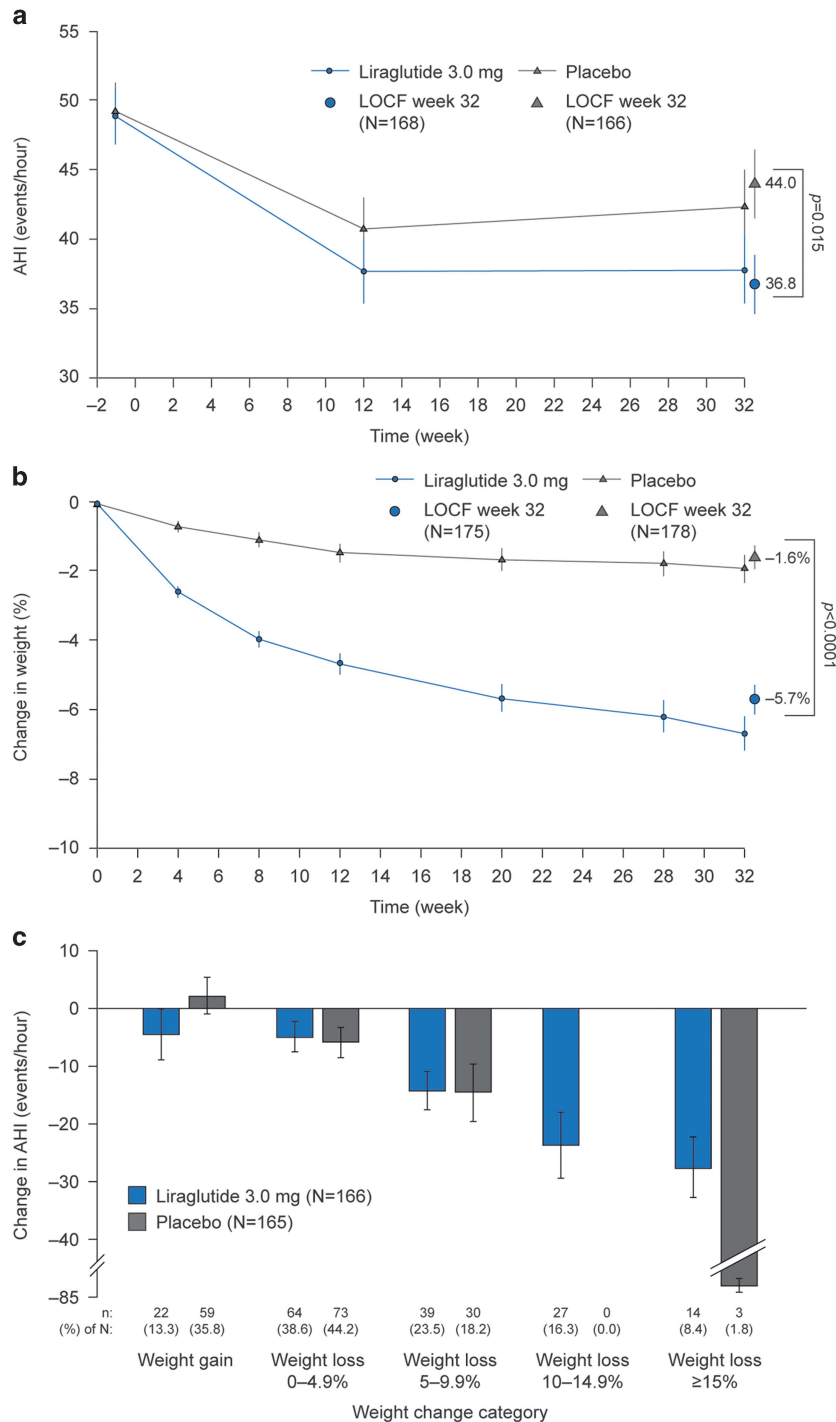 a
55
50
45
40
35
30
AHI (events/hour)
Liraglutide 3.0 mg
Placebo
LOCF week 32
(N=168)
LOCF week 32
(N=166)
44.0
36.8
p=0.015
–2 0 2 4 6 8 10 12 14 16 18 20 22 24 26 28 30 32
Time (week)
b
0
–2
–4
–6
–8
–10
Change in weight (%)
Liraglutide 3.0 mg
Placebo
LOCF week 32
(N=175)
LOCF week 32
(N=178)
–1.6%
–5.7%
p<0.0001
0 2 4 6 8 10 12 14 16 18 20 22 24 26 28 30 32
Time (week)
c
10
0
–10
–20
–30
–40
–85
Change in AHI (events/hour)
Liraglutide 3.0 mg (N=166)
Placebo (N=165)
n: 22 59 64 73 39 30 27 0 14 3
(%) of N: (13.3) (35.8) (38.6) (44.2) (23.5) (18.2) (16.3) (0.0) (8.4) (1.8)
Weight gain Weight loss Weight loss Weight loss Weight loss
0–4.9% 5–9.9% 10–14.9% ≥15%
Weight change category